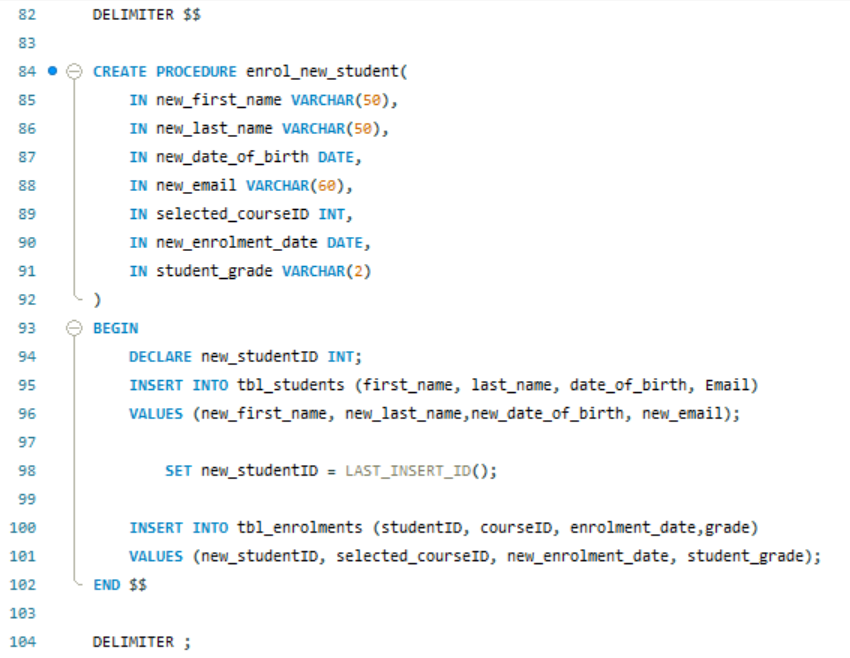 82 DELIMITER $$
83
84 CREATE PROCEDURE enrol_new_student(
85 IN new_first_name VARCHAR(50),
86 IN new_last_name VARCHAR(50),
87 IN new_date_of_birth DATE,
88 IN new_email VARCHAR(60),
89 IN selected_courseID INT,
90 IN new_enrolment_date DATE,
91 IN student_grade VARCHAR(2)
92 )
93 BEGIN
94 DECLARE new_studentID INT;
95 INSERT INTO tbl_students (first_name, last_name, date_of_birth, Email)
96 VALUES (new_first_name, new_last_name,new_date_of_birth, new_email);
97
98 SET new_studentID = LAST_INSERT_ID();
99
100 INSERT INTO tbl_enrolments (studentID, courseID, enrolment_date,grade)
101 VALUES (new_studentID, selected_courseID, new_enrolment_date, student_grade);
102 END $$
103
104 DELIMITER ;